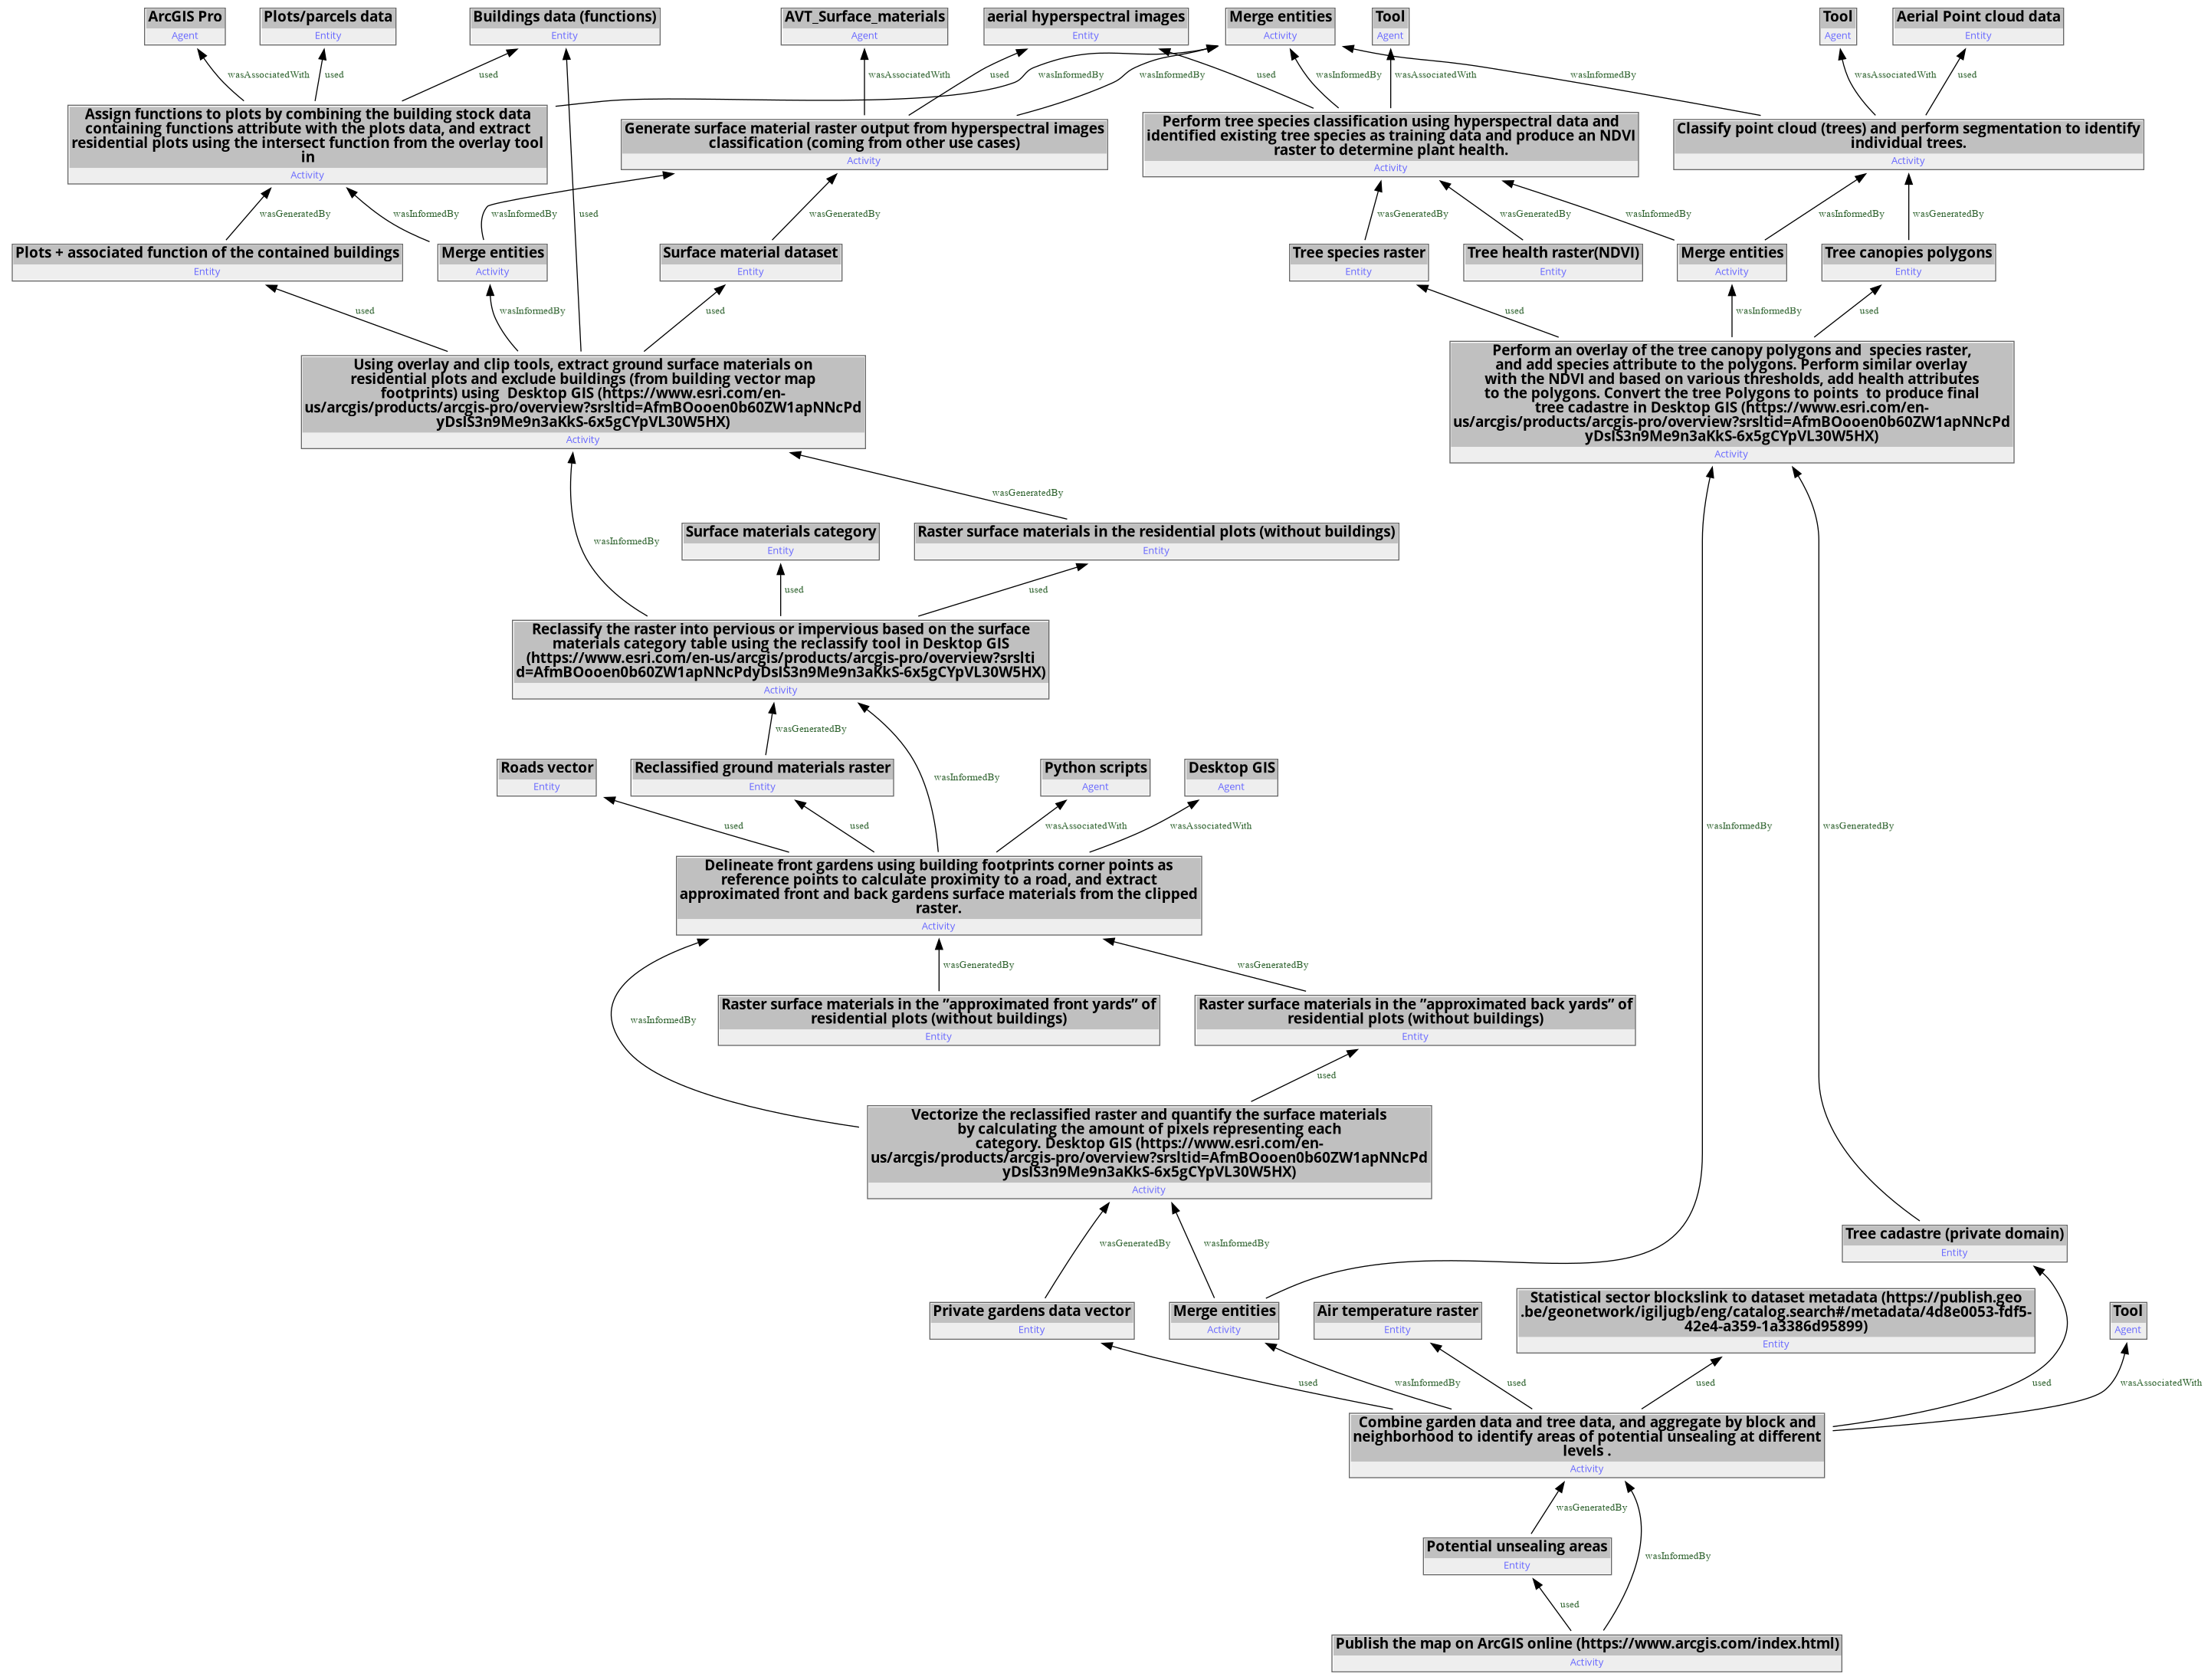 ArcGIS Pro
Agent
Plots/parcels data
Entity
Buildings data (functions)
Entity
AVT_Surface_materials
Agent
aerial hyperspectral images
Entity
Merge entities
Activity
Tool
Agent
Tool
Agent
Aerial Point cloud data
Entity
wasAssociatedWith
used
used
wasAssociatedWith
used
wasInformedBy
wasInformedBy
used
wasInformedBy
wasAssociatedWith
wasInformedBy
wasAssociatedWith
used
Assign functions to plots by combining the building stock data
containing functions attribute with the plots data, and extract
residential plots using the intersect function from the overlay tool
in
Activity
Generate surface material raster output from hyperspectral images
classification (coming from other use cases)
Activity
Perform tree species classification using hyperspectral data and
identified existing tree species as training data and produce an NDVI
raster to determine plant health.
Activity
Classify point cloud (trees) and perform segmentation to identify
individual trees.
Activity
wasGeneratedBy
wasInformedBy
wasInformedBy
used
wasGeneratedBy
wasGeneratedBy
wasGeneratedBy
wasInformedBy
wasInformedBy
wasGeneratedBy
Plots + associated function of the contained buildings
Entity
Merge entities
Activity
Surface material dataset
Entity
Tree species raster
Entity
Tree health raster(NDVI)
Entity
Merge entities
Activity
Tree canopies polygons
Entity
used
wasInformedBy
used
used
wasInformedBy
used
Using overlay and clip tools, extract ground surface materials on
residential plots and exclude buildings (from building vector map
footprints) using  Desktop GIS (https://www.esri.com/en-
us/arcgis/products/arcgis-pro/overview?srsltid=AfmBOooen0b60ZW1apNNcPd
yDsIS3n9Me9n3aKkS-6x5gCYpVL30W5HX)
Activity
Perform an overlay of the tree canopy polygons and  species raster,
and add species attribute to the polygons. Perform similar overlay
with the NDVI and based on various thresholds, add health attributes
to the polygons. Convert the tree Polygons to points  to produce final
tree cadastre in Desktop GIS (https://www.esri.com/en-
us/arcgis/products/arcgis-pro/overview?srsltid=AfmBOooen0b60ZW1apNNcPd
yDsIS3n9Me9n3aKkS-6x5gCYpVL30W5HX)
Activity
wasInformedBy
wasGeneratedBy
Surface materials category
Entity
Raster surface materials in the residential plots (without buildings)
Entity
used
used
Reclassify the raster into pervious or impervious based on the surface
materials category table using the reclassify tool in Desktop GIS
(https://www.esri.com/en-us/arcgis/products/arcgis-pro/overview?srslti
d=AfmBOooen0b60ZW1apNNcPdyDsIS3n9Me9n3aKkS-6x5gCYpVL30W5HX)
Activity
wasGeneratedBy
wasInformedBy
Roads vector
Entity
Reclassified ground materials raster
Entity
Python scripts
Agent
Desktop GIS
Agent
used
used
wasAssociatedWith
wasAssociatedWith
wasInformedBy
wasGeneratedBy
Delineate front gardens using building footprints corner points as
reference points to calculate proximity to a road, and extract
approximated front and back gardens surface materials from the clipped
raster.
Activity
wasInformedBy
wasGeneratedBy
wasGeneratedBy
Raster surface materials in the ”approximated front yards” of
residential plots (without buildings)
Entity
Raster surface materials in the ”approximated back yards” of
residential plots (without buildings)
Entity
used
Vectorize the reclassified raster and quantify the surface materials
by calculating the amount of pixels representing each
category. Desktop GIS (https://www.esri.com/en-
us/arcgis/products/arcgis-pro/overview?srsltid=AfmBOooen0b60ZW1apNNcPd
yDsIS3n9Me9n3aKkS-6x5gCYpVL30W5HX)
Activity
wasGeneratedBy
wasInformedBy
Tree cadastre (private domain)
Entity
Private gardens data vector
Entity
Merge entities
Activity
Air temperature raster
Entity
Statistical sector blockslink to dataset metadata (https://publish.geo
.be/geonetwork/igiljugb/eng/catalog.search#/metadata/4d8e0053-fdf5-
42e4-a359-1a3386d95899)
Entity
Tool
Agent
used
wasInformedBy
used
used
used
wasAssociatedWith
Combine garden data and tree data, and aggregate by block and
neighborhood to identify areas of potential unsealing at different
levels .
Activity
wasGeneratedBy
wasInformedBy
Potential unsealing areas
Entity
used
Publish the map on ArcGIS online (https://www.arcgis.com/index.html)
Activity